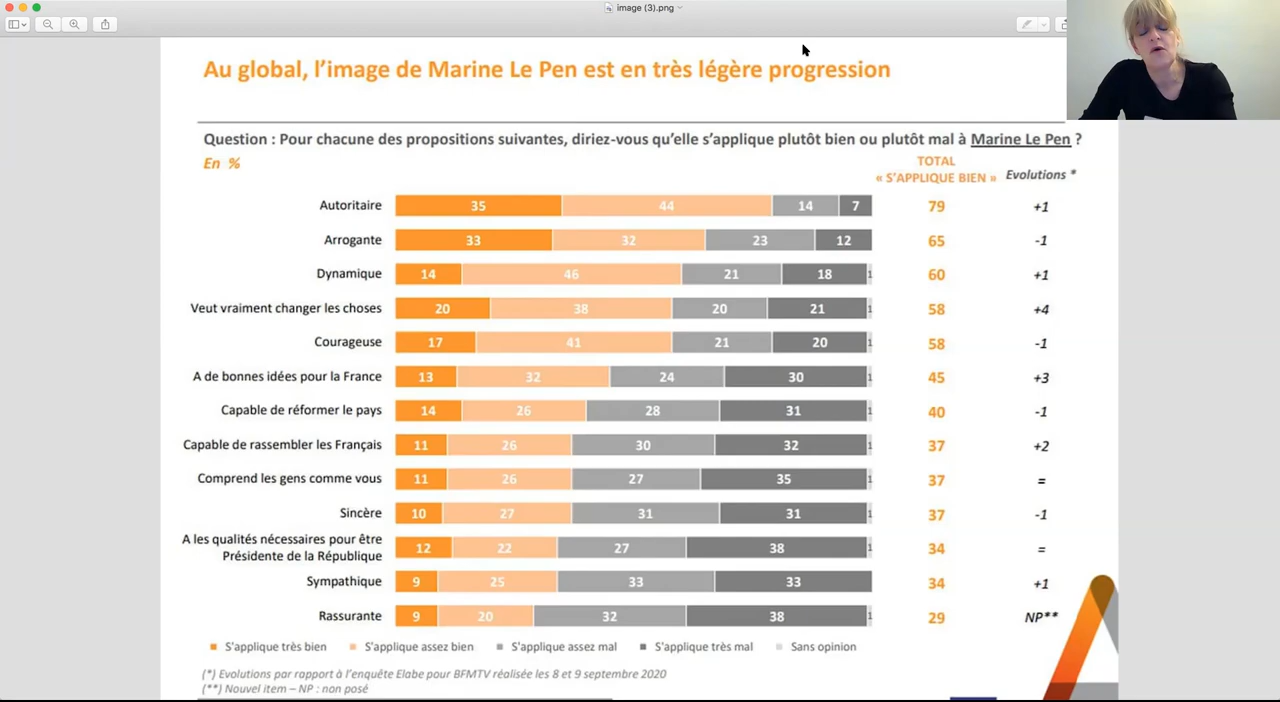 image (3).png
Au global, l'image de Marine Le Pen est en très légère progression
Question : Pour chacune des propositions suivantes, diriez-vous qu'elle s'applique plutôt bien ou plutôt mal à Marine Le Pen ?
En %
TOTAL
« S'APPLIQUE BIEN »
Evolutions *
Autoritaire 35 44 14 7 79 +1
Arrogante 33 32 23 12 65 -1
Dynamique 14 46 21 18 1 60 +1
Veut vraiment changer les choses 20 38 20 21 1 58 +4
Courageuse 17 41 21 20 1 58 -1
A de bonnes idées pour la France 13 32 24 30 1 45 +3
Capable de réformer le pays 14 26 28 31 1 40 -1
Capable de rassembler les Français 11 26 30 32 1 37 +2
Comprend les gens comme vous 11 26 27 35 1 37 =
Sincère 10 27 31 31 1 37 -1
A les qualités nécessaires pour être
Présidente de la République 12 22 27 38 1 34 =
Sympathique 9 25 33 33 34 +1
Rassurante 9 20 32 38 1 29 NP**
S'applique très bien S'applique assez bien S'applique assez mal S'applique très mal Sans opinion
(*) Evolutions par rapport à l'enquête Elabe pour BFMTV réalisée les 8 et 9 septembre 2020
(**) Nouvel item – NP : non posé